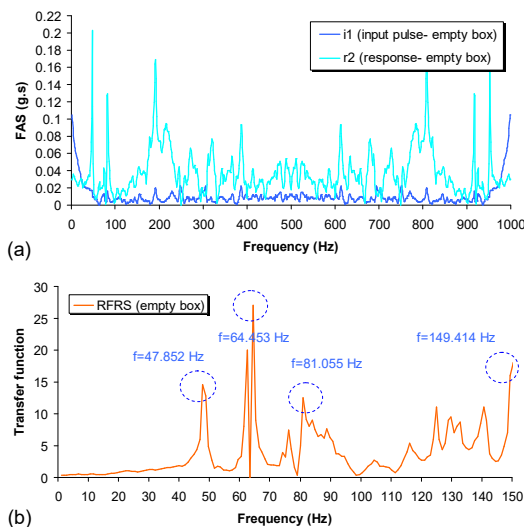 0.22
0.2
0.18
0.16
0.14
0.12
0.1
0.08
0.06
0.04
0.02
0
FAS (g.s)
i1 (input pulse- empty box)
r2 (response- empty box)
0 100 200 300 400 500 600 700 800 900 1000
Frequency (Hz)
(a)
30
25
20
15
10
5
0
Transfer function
RFRS (empty box)
f=64.453 Hz
f=149.414 Hz
f=47.852 Hz
f=81.055 Hz
0 10 20 30 40 50 60 70 80 90 100 110 120 130 140 150
Frequency (Hz)
(b)